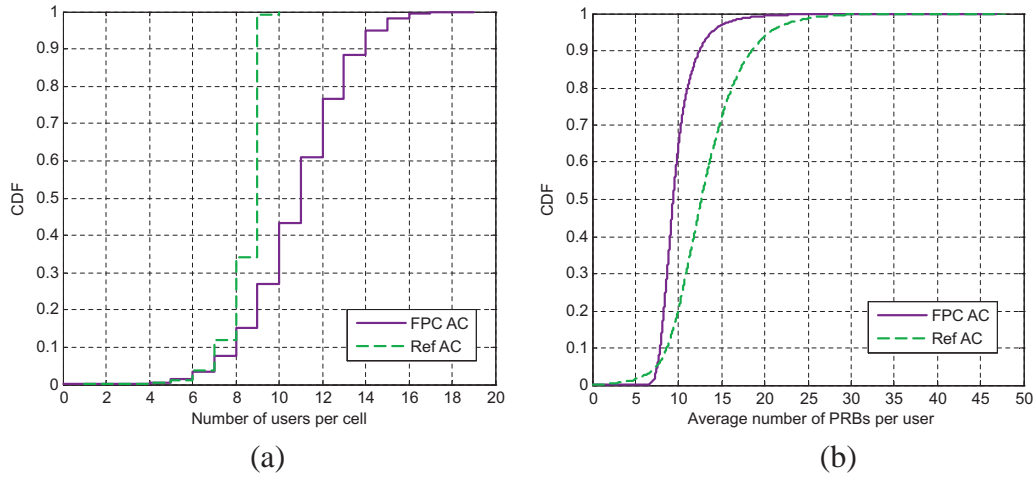 1
0.9
0.8
0.7
0.6
0.5
0.4
0.3
0.2
0.1
0
CDF
0 2 4 6 8 10 12 14 16 18 20
Number of users per cell
FPC AC
Ref AC
(a)
1
0.9
0.8
0.7
0.6
0.5
0.4
0.3
0.2
0.1
0
CDF
0 5 10 15 20 25 30 35 40 45 50
Average number of PRBs per user
FPC AC
Ref AC
(b)